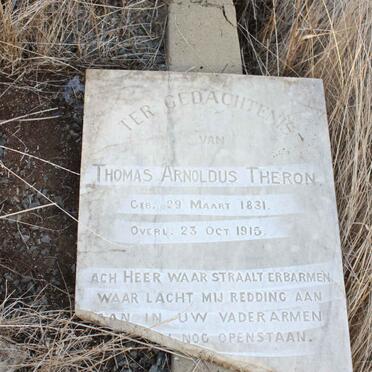 TER GEDACHTENIS
VAN
THOMAS ARNOLDUS THERON.
GEB. 29 MAART 1831.
OVERL. 23 OCT 1915.
ACH HEER WAAR STRAALT ERBARMEN,
WAAR LACHT MIJ REDDING AAN
AAN IN UW VADERARMEN
NOG OPENSTAAN.